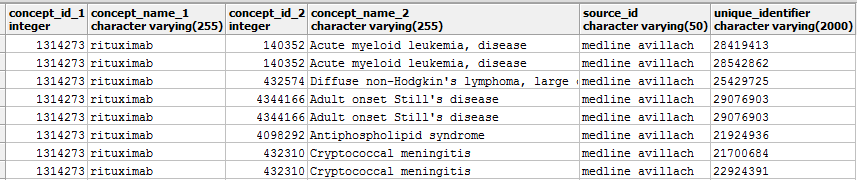 concept_id_1 concept_name_1 concept_id_2 concept_name_2 source_id unique_identifier
integer character varying(255) integer character varying(255) character varying(50) character varying(2000)
1314273 rituximab 140352 Acute myeloid leukemia, disease medline avillach 28419413
1314273 rituximab 140352 Acute myeloid leukemia, disease medline avillach 28542862
1314273 rituximab 432574 Diffuse non-Hodgkin's lymphoma, large medline avillach 25429725
1314273 rituximab 4344166 Adult onset Still's disease medline avillach 29076903
1314273 rituximab 4344166 Adult onset Still's disease medline avillach 29076903
1314273 rituximab 4098292 Antiphospholipid syndrome medline avillach 21924936
1314273 rituximab 432310 Cryptococcal meningitis medline avillach 21700684
1314273 rituximab 432310 Cryptococcal meningitis medline avillach 22924391